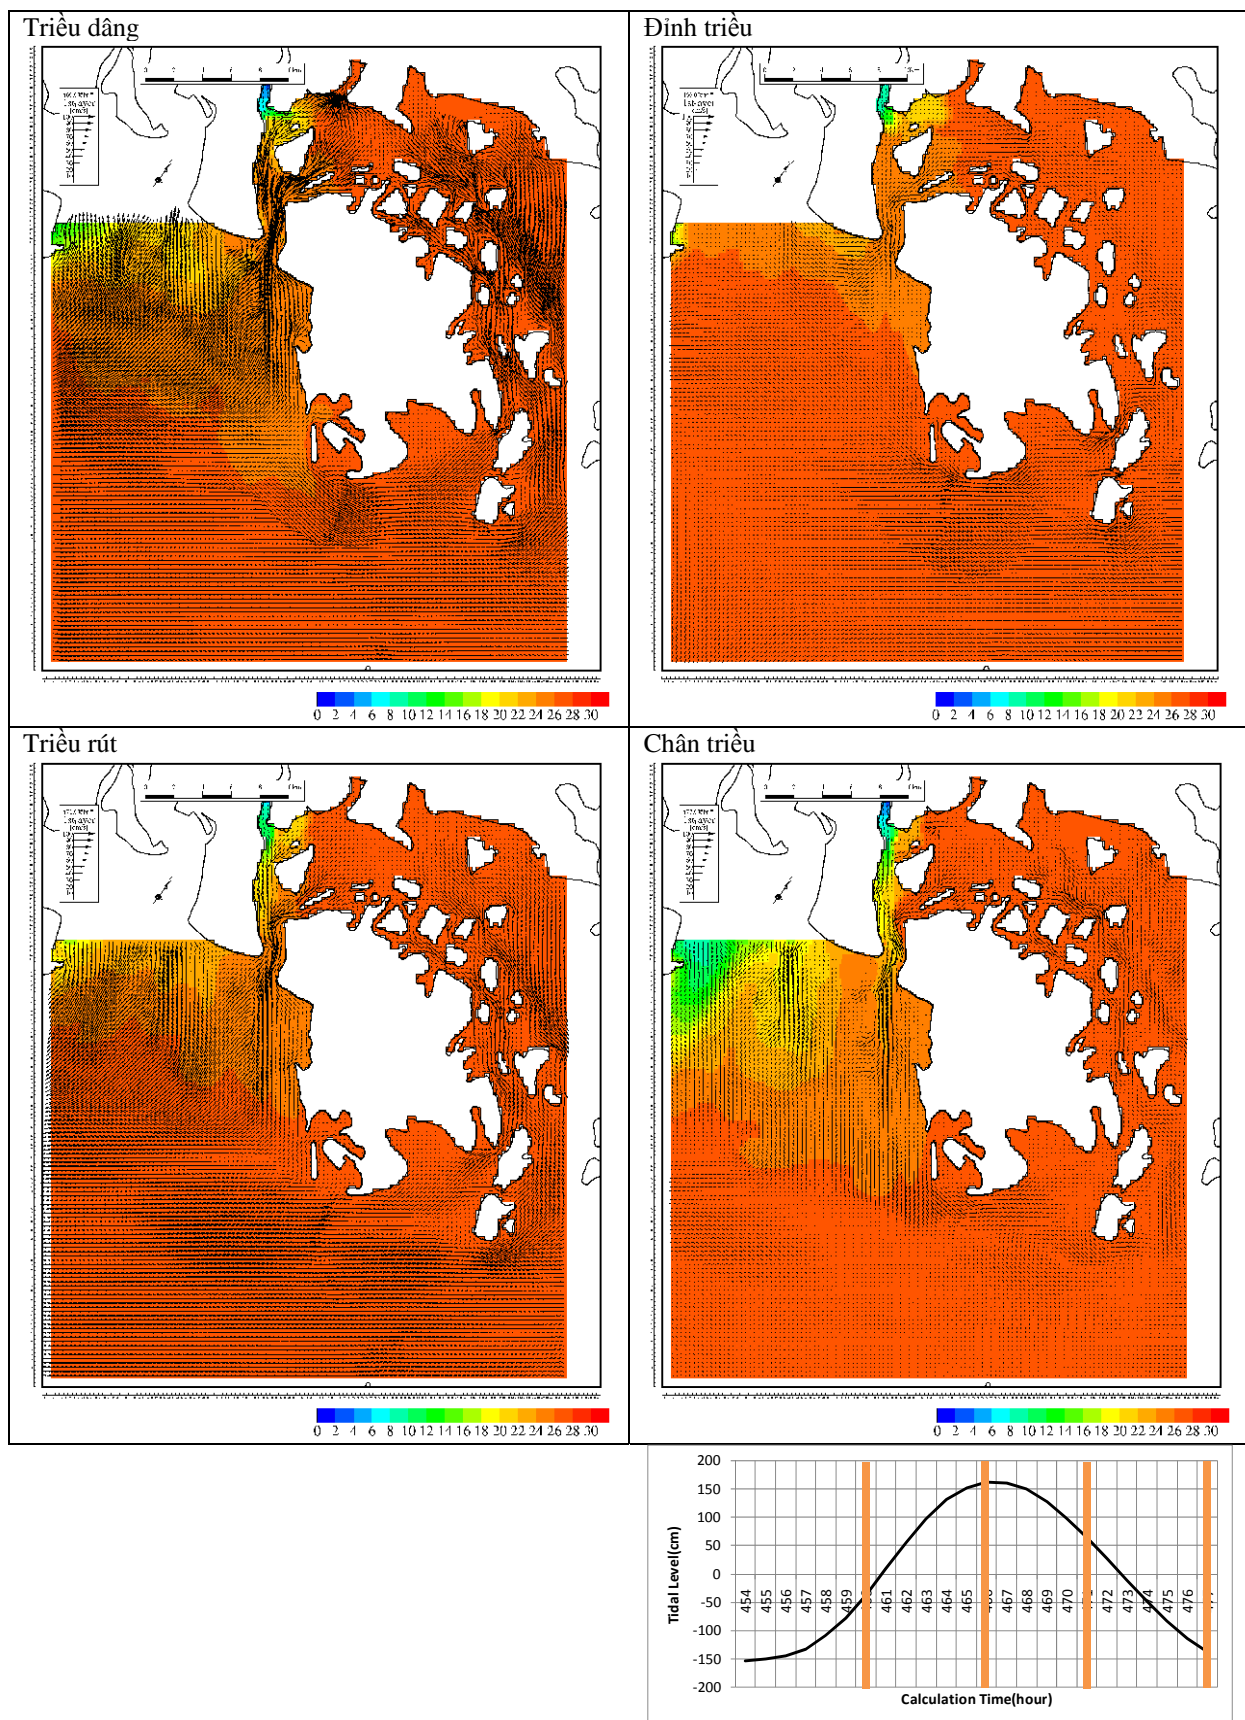 Triều dâng
Đỉnh triều
0 2 4 6 8 10 12 14 16 18 20 22 24 26 28 30
0 2 4 6 8 10 12 14 16 18 20 22 24 26 28 30
Triều rút
Chân triều
0 2 4 6 8 10 12 14 16 18 20 22 24 26 28 30
0 2 4 6 8 10 12 14 16 18 20 22 24 26 28 30
200
150
100
50
0
-50
-100
-150
-200
Tidal Level(cm)
454 455 456 457 458 459 461 462 463 464 465 467 468 469 470 472 473 474 475 476
Calculation Time(hour)